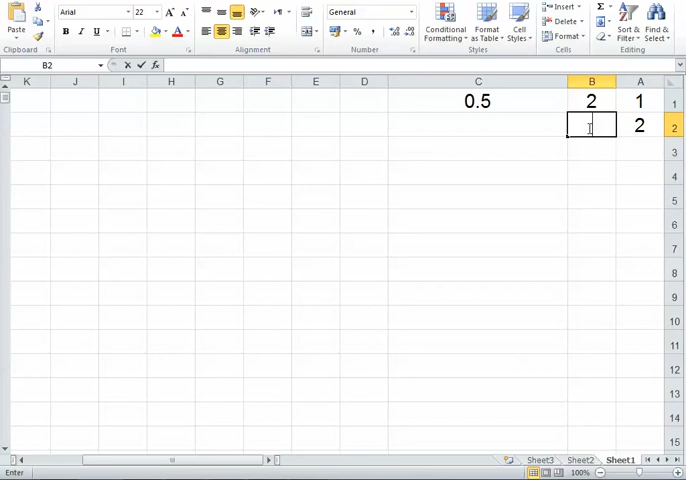 Paste
Clipboard
Arial
22
B I U
Font
Alignment
General
%
Number
Conditional Formatting
Format as Table
Cell Styles
Styles
Insert
Delete
Format
Cells
Σ
Sort & Filter
Find & Select
Editing
B2
fx
K J I H G F E D C B A
0.5 2 1 1
2 2
3
4
5
6
7
8
9
10
11
12
13
14
15
Sheet3 Sheet2 Sheet1
Enter
100%